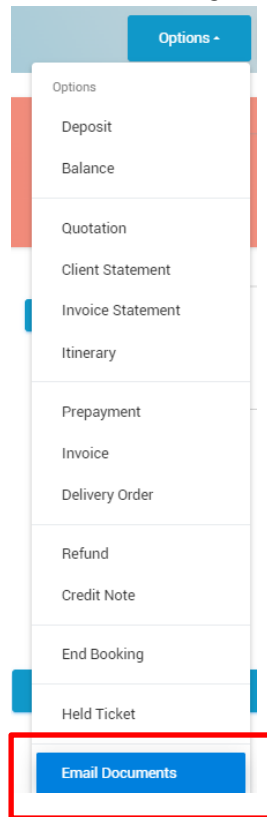 Options
Options
Deposit
Balance
Quotation
Client Statement
Invoice Statement
Itinerary
Prepayment
Invoice
Delivery Order
Refund
Credit Note
End Booking
Held Ticket
Email Documents